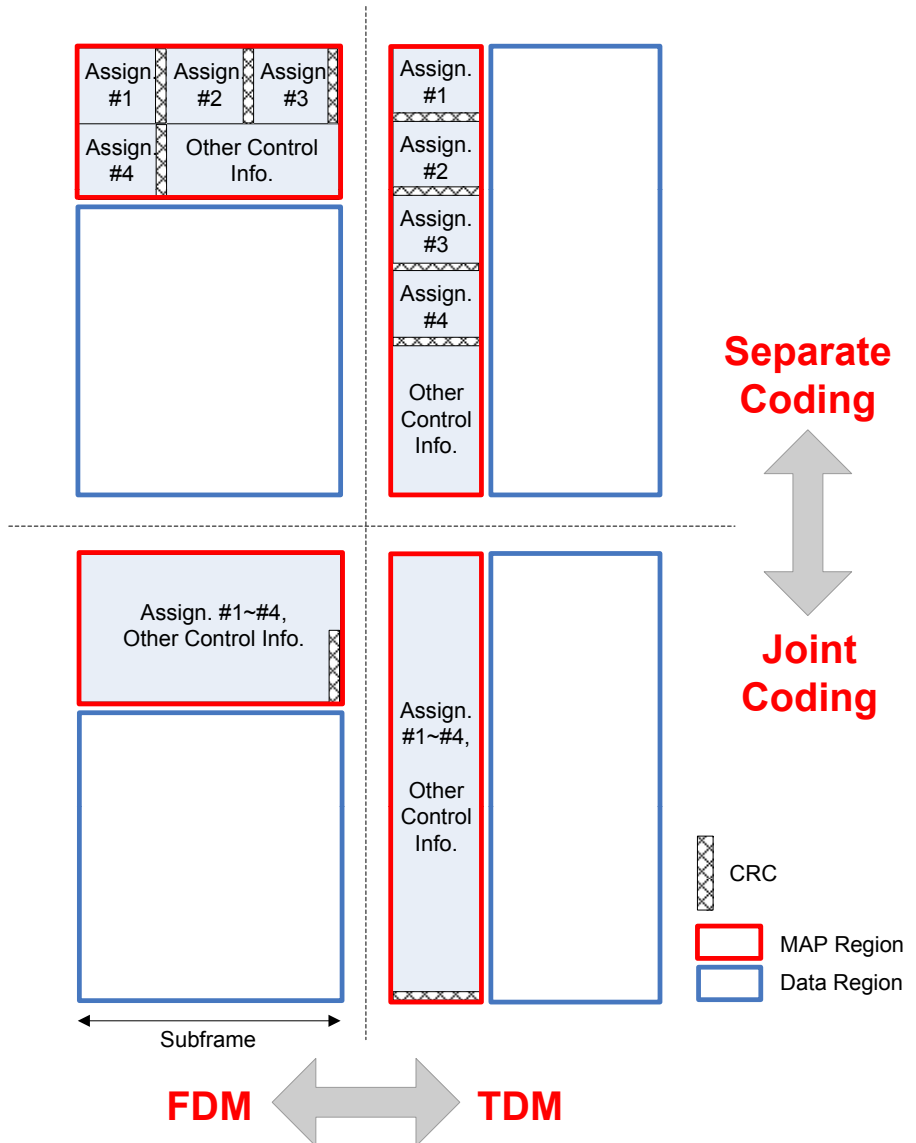 Assign.
#1
Assign.
#2
Assign.
#3
Assign.
#4
Other Control
Info.
Assign.
#1
Assign.
#2
Assign.
#3
Assign.
#4
Other
Control
Info.
Separate
Coding
Assign. #1~#4,
Other Control Info.
Assign.
#1~#4,
Other
Control
Info.
Joint
Coding
CRC
MAP Region
Data Region
Subframe
FDM
TDM